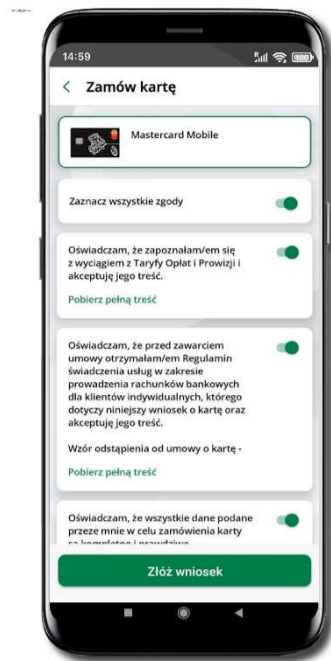 14:59
Zamów kartę
Mastercard Mobile
Zaznacz wszystkie zgody
Oświadczam, że zapoznałam/em się
z wyciągiem z Taryfy Opłat i Prowizji i
akceptuję jego treść.
Pobierz pełną treść
Oświadczam, że przed zawarciem
umowy otrzymałam/em Regulamin
świadczenia usług w zakresie
prowadzenia rachunków bankowych
dla klientów indywidualnych, którego
dotyczy niniejszy wniosek o kartę oraz
akceptuję jego treść.
Wzór odstąpienia od umowy o kartę -
Pobierz pełną treść
Oświadczam, że wszystkie dane podane
przeze mnie w celu zamówienia karty
są kompletne i prawdziwe
Złóż wniosek